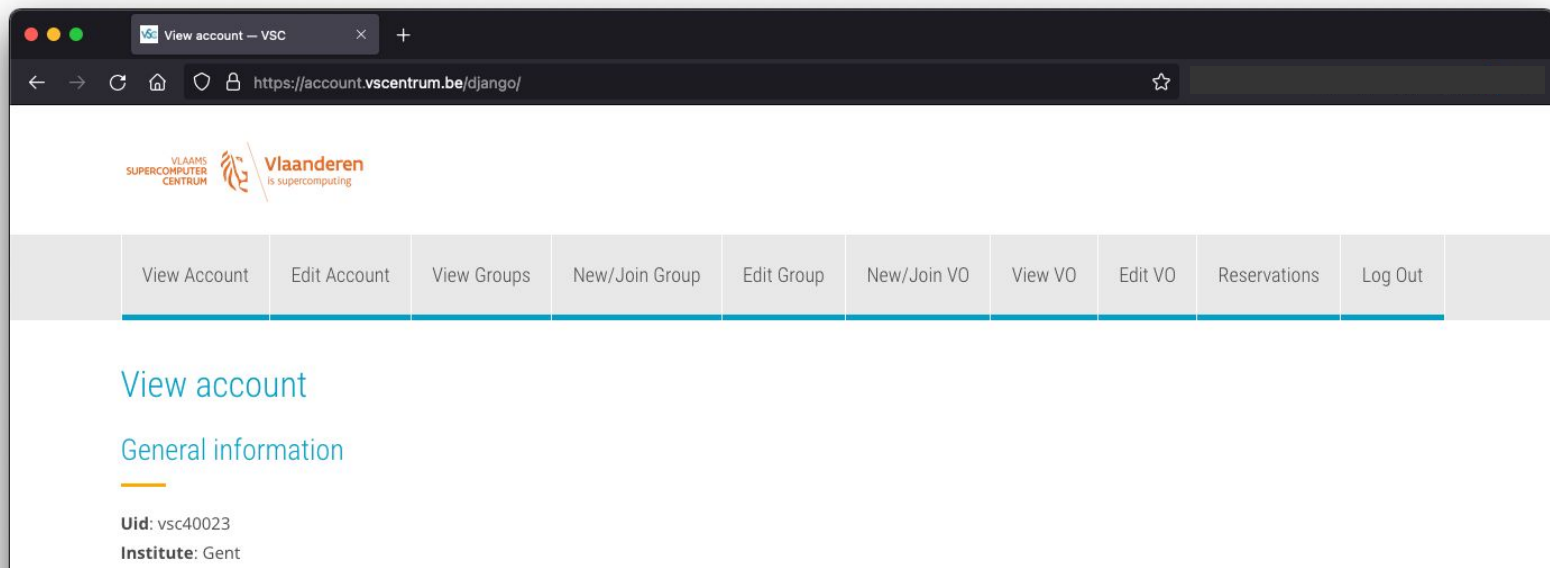 View account — VSC
https://account.vscentrum.be/django/
VLAAMS
SUPERCOMPUTER
CENTRUM
Vlaanderen
is supercomputing
View Account Edit Account View Groups New/Join Group Edit Group New/Join VO View VO Edit VO Reservations Log Out
View account
General information
Uid: vsc40023
Institute: Gent